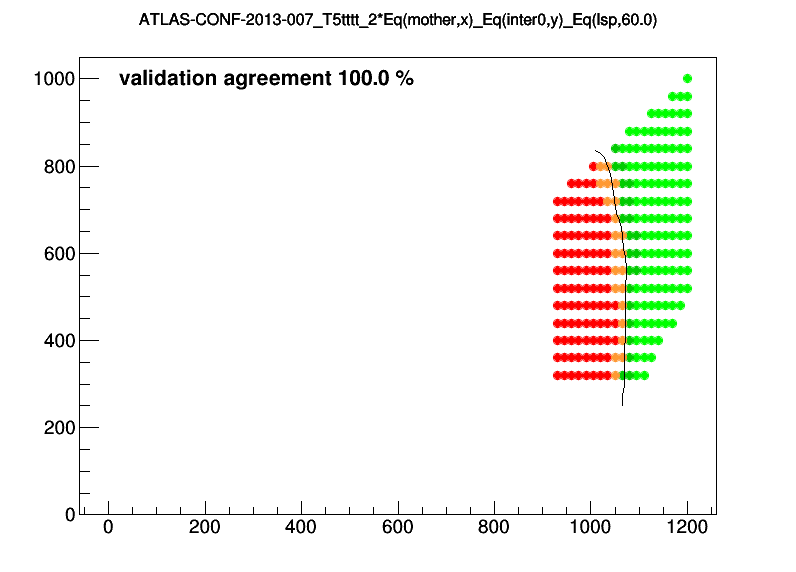 ATLAS-CONF-2013-007_T5tttt_2*Eq(mother,x)_Eq(inter0,y)_Eq(lsp,60.0)
validation agreement 100.0 %
1000
800
600
400
200
0
0 200 400 600 800 1000 1200